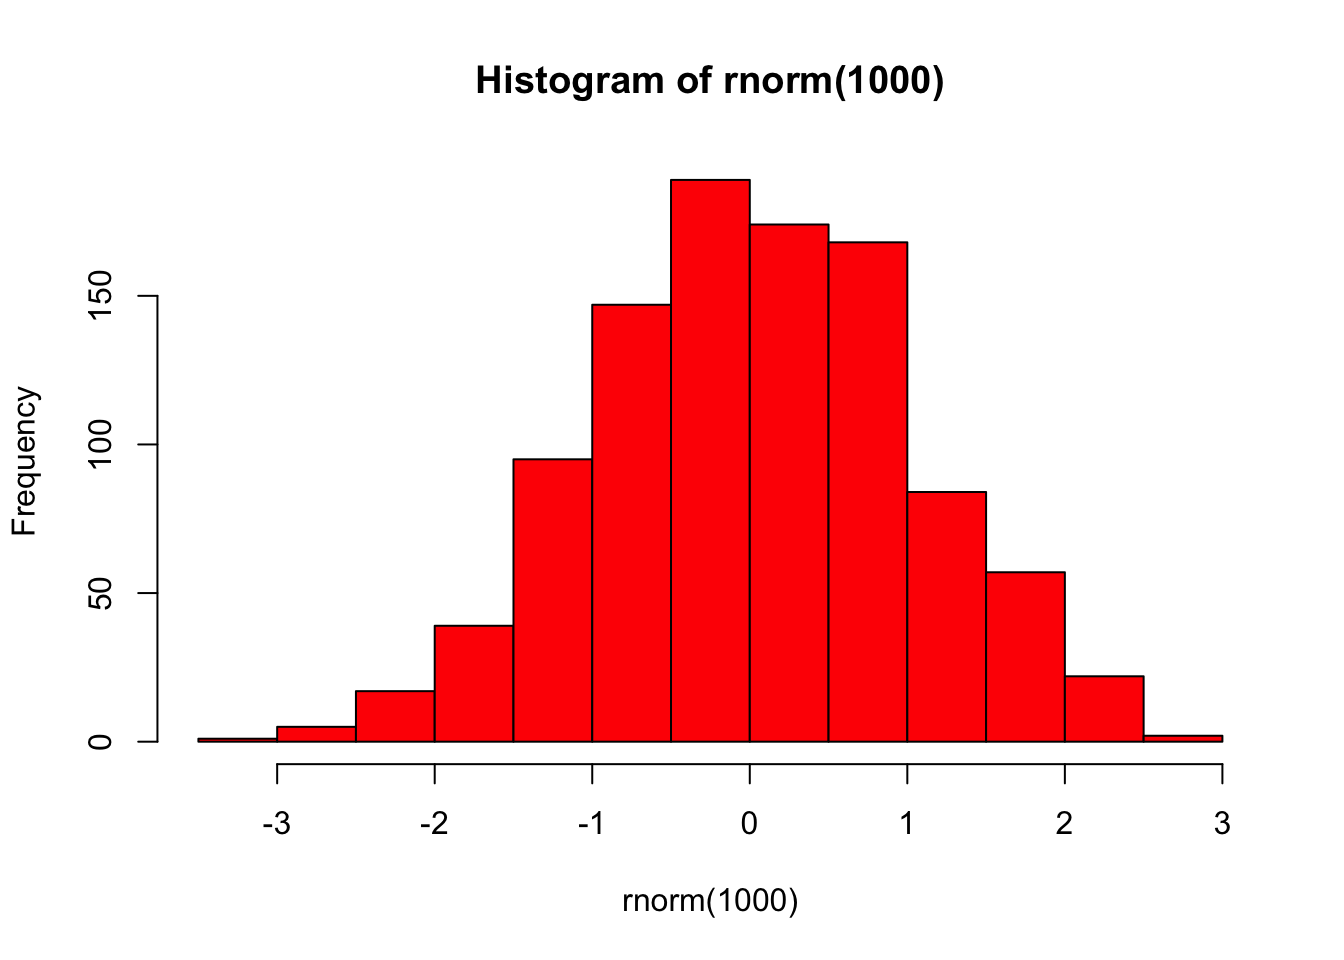 Histogram of rnorm(1000)
Frequency
150
100
50
0
-3 -2 -1 0 1 2 3
rnorm(1000)